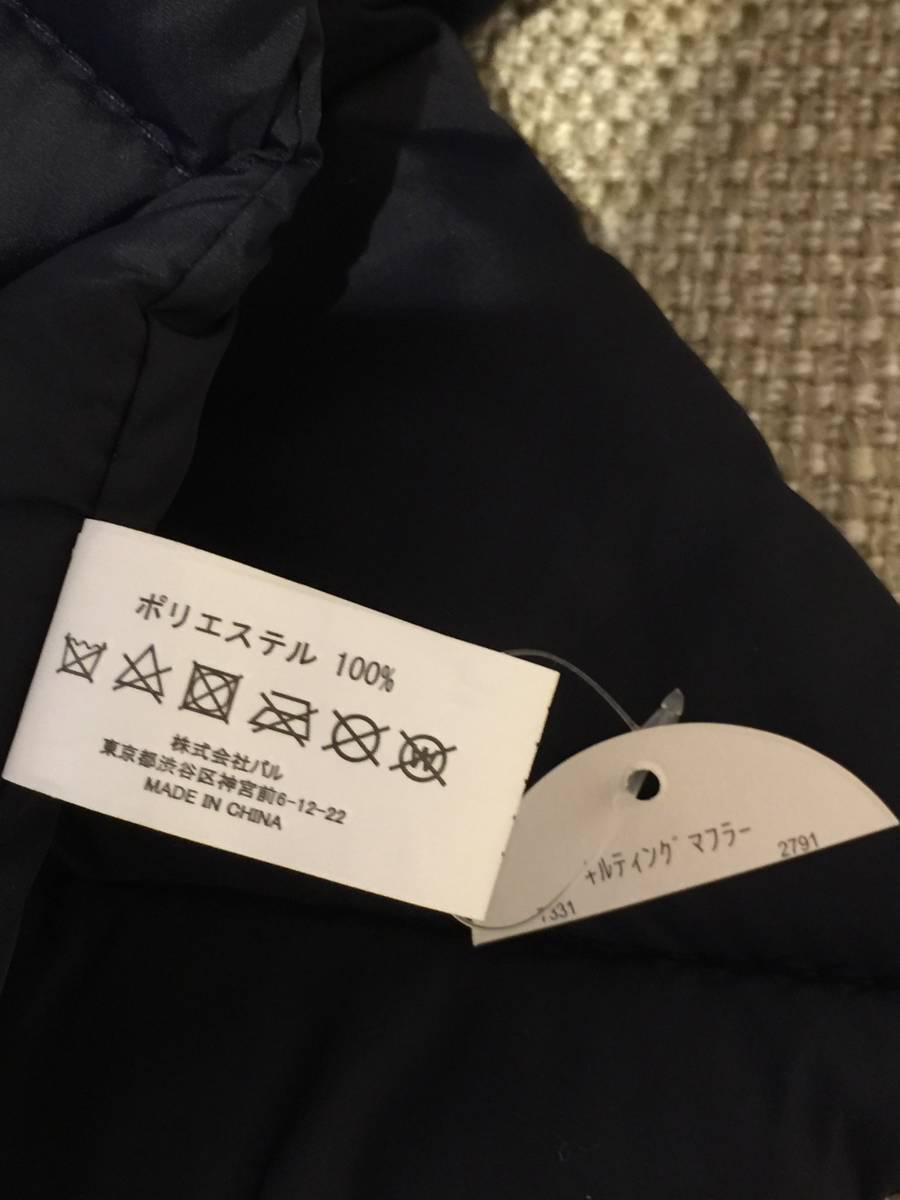 ポリエステル 100%
W
株式会社パル
東京都渋谷区神宮前6-12-22
MADE IN CHINA
ｷﾙティング マフラー
7331 2791